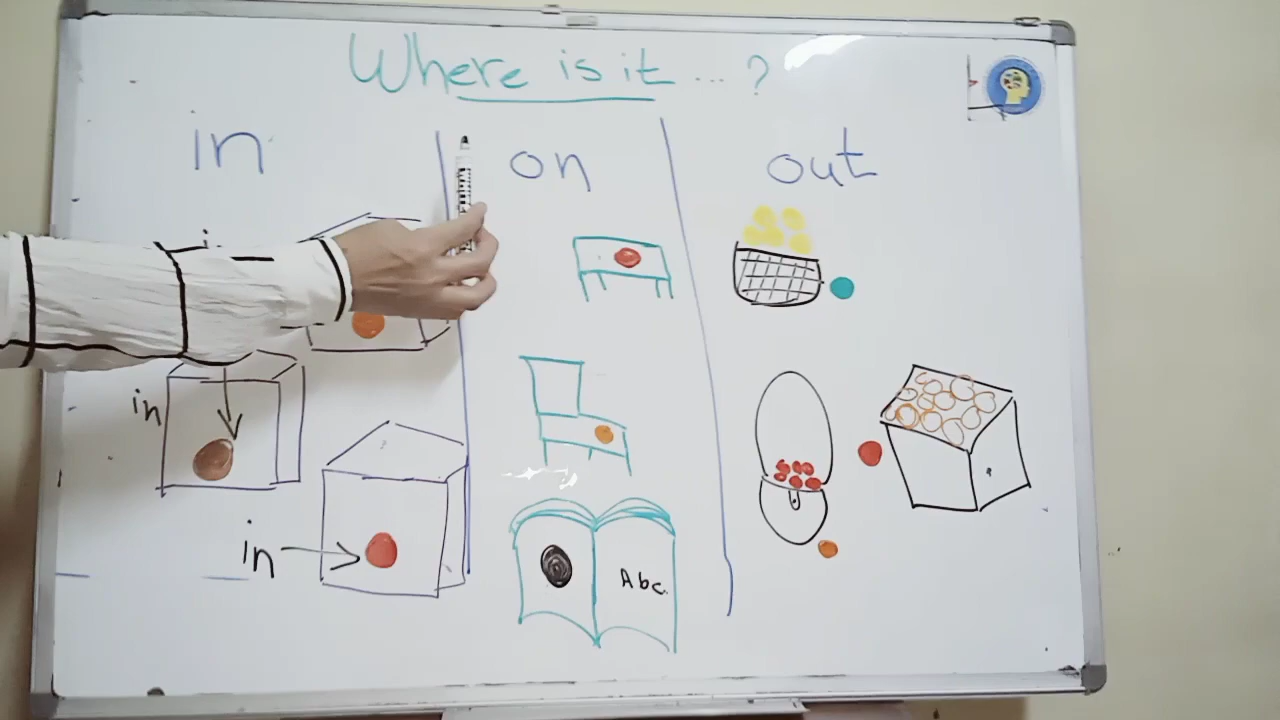 Where is it ... ?
in
on
out
in
in
Abc.